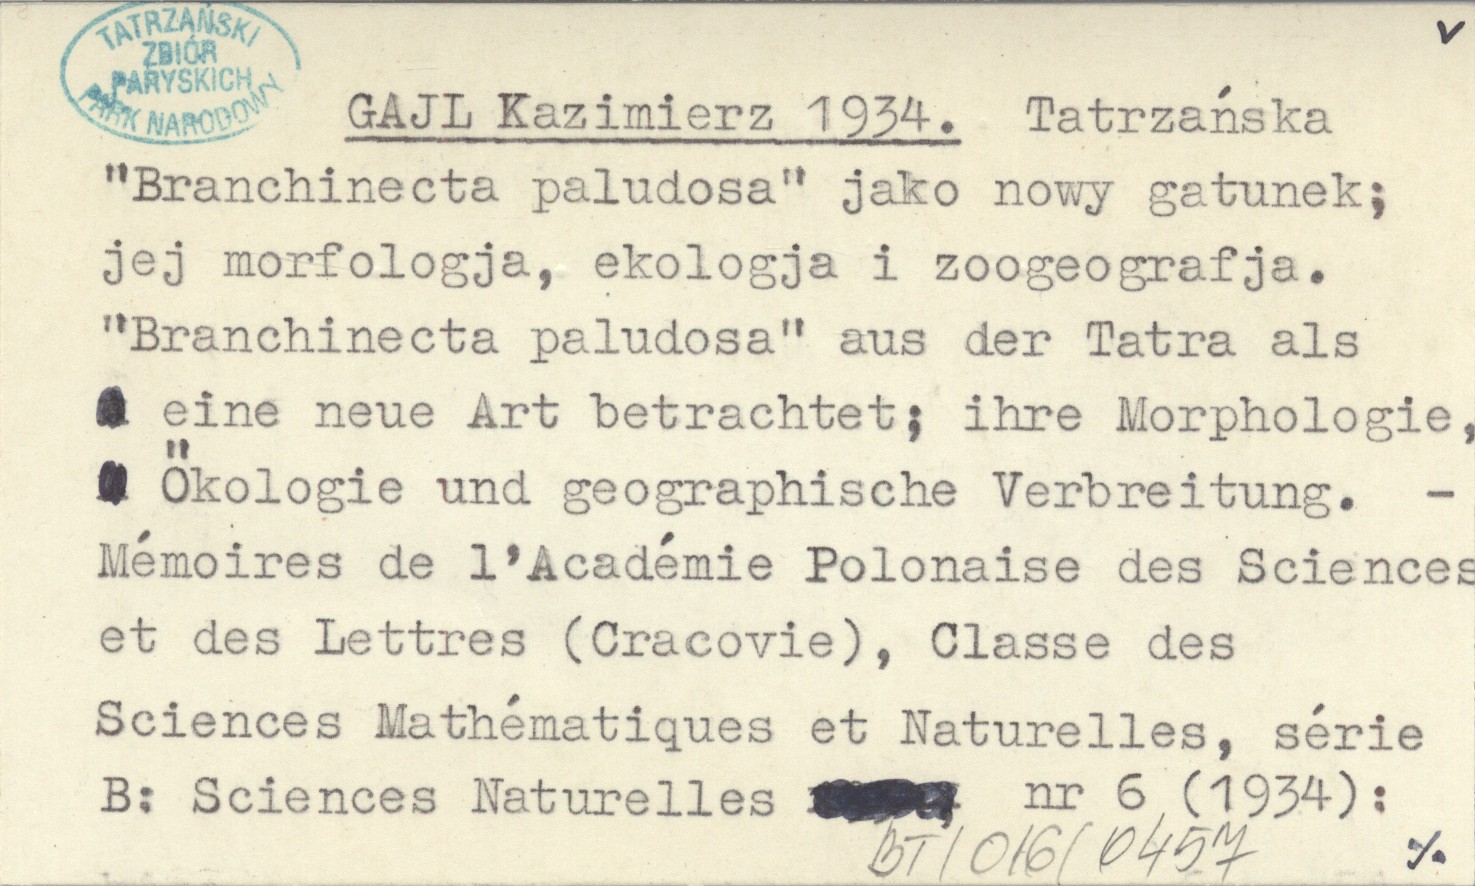 TATRZAŃSKI
ZBIÓR
PARYSKICH
PARK NARODOWY
v
GAJL Kazimierz 1934. Tatrzańska
"Branchinecta paludosa" jako nowy gatunek;
jej morfologja, ekologja i zoogeografja.
"Branchinecta paludosa" aus der Tatra als
eine neue Art betrachtet; ihre Morphologie,
Ökologie und geographische Verbreitung. -
Mémoires de l'Académie Polonaise des Sciences
et des Lettres (Cracovie), Classe des
Sciences Mathématiques et Naturelles, série
B: Sciences Naturelles nr 6 (1934):
BT/016/0457
./.